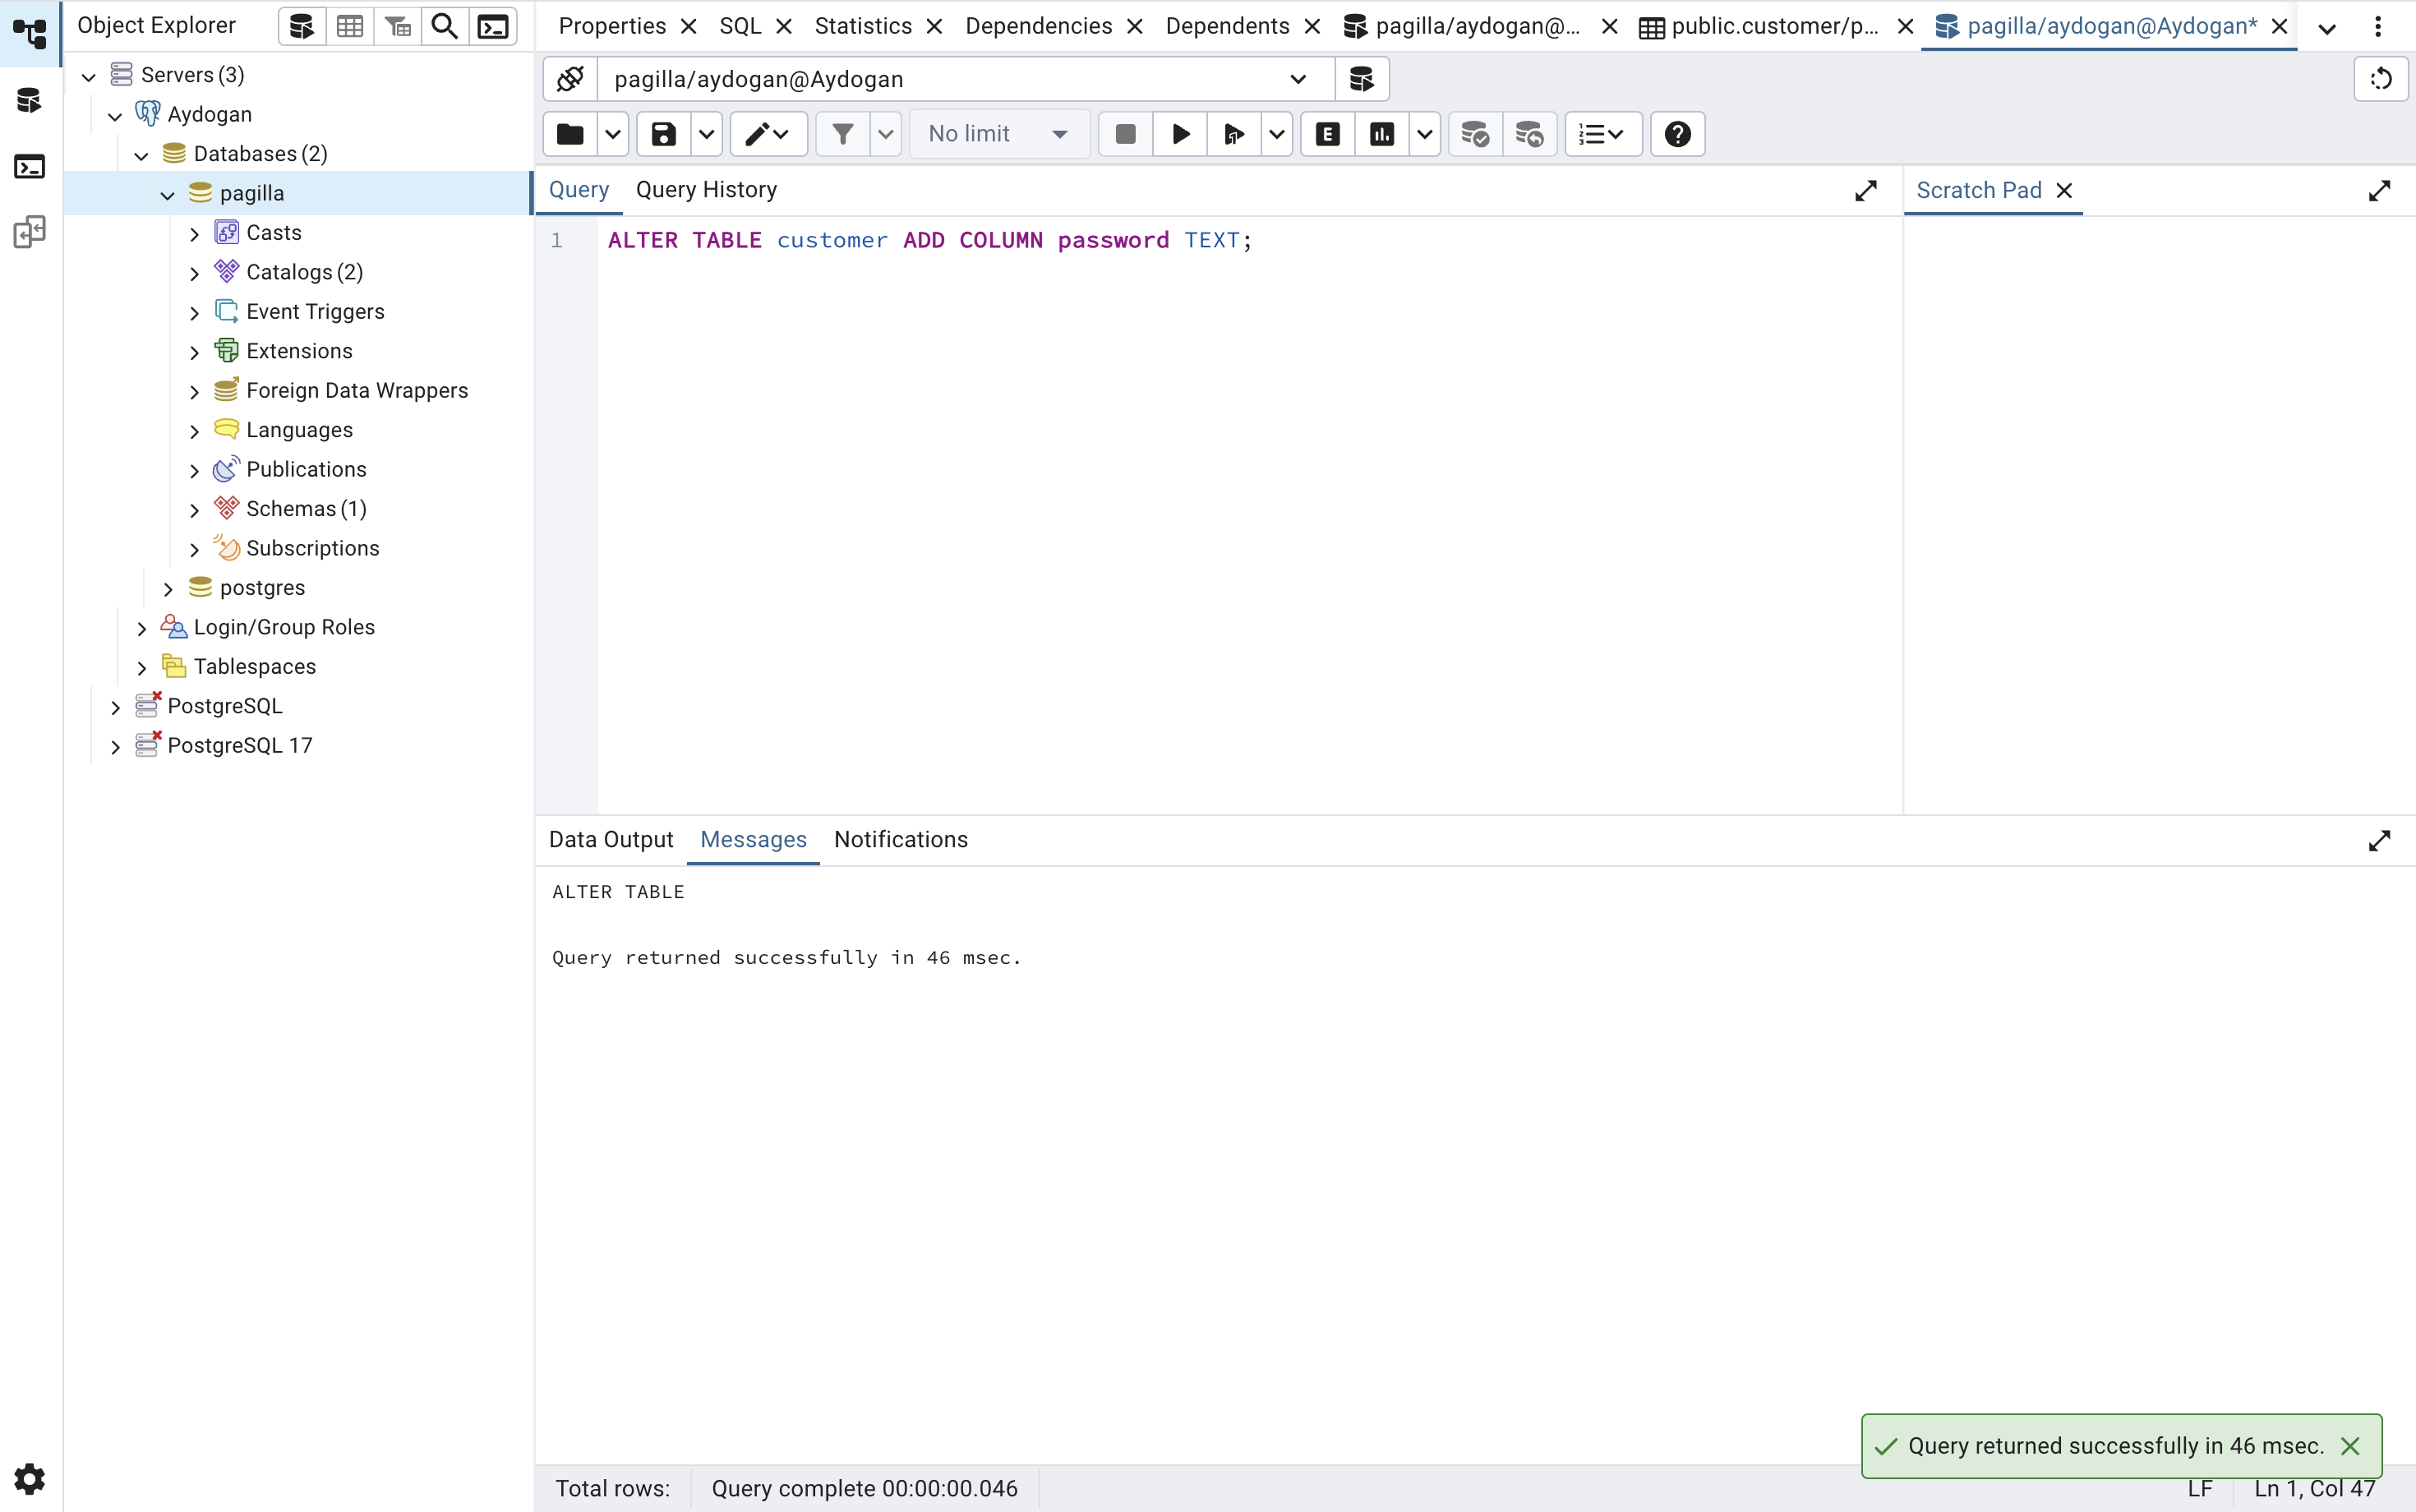 Object Explorer
Properties SQL Statistics Dependencies Dependents pagilla/aydogan@... public.customer/p... pagilla/aydogan@Aydogan*
Servers (3)
Aydogan
Databases (2)
pagilla
Casts
Catalogs (2)
Event Triggers
Extensions
Foreign Data Wrappers
Languages
Publications
Schemas (1)
Subscriptions
postgres
Login/Group Roles
Tablespaces
PostgreSQL
PostgreSQL 17
pagilla/aydogan@Aydogan
No limit E
Query Query History
Scratch Pad
1 ALTER TABLE customer ADD COLUMN password TEXT;
Data Output Messages Notifications
ALTER TABLE
Query returned successfully in 46 msec.
Query returned successfully in 46 msec.
Total rows: Query complete 00:00:00.046 LF Ln 1, Col 47